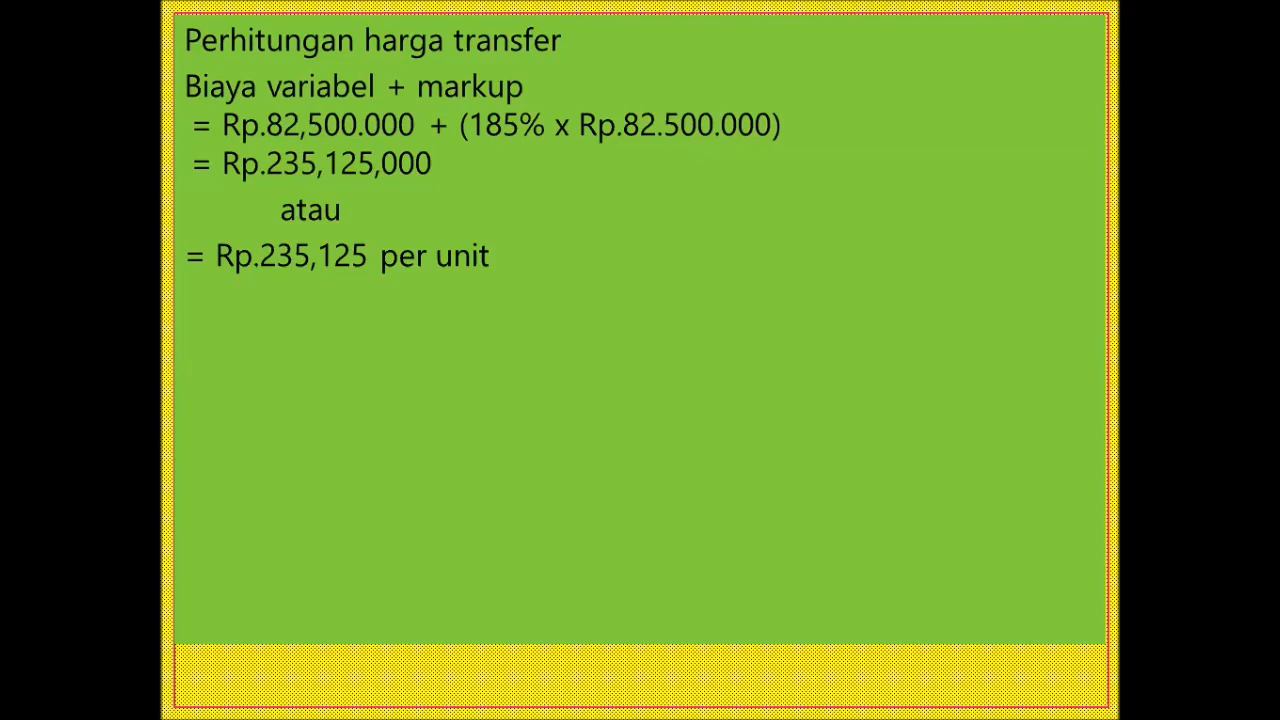 Perhitungan harga transfer
Biaya variabel + markup
= Rp.82,500.000 + (185% x Rp.82.500.000)
= Rp.235,125,000
atau
= Rp.235,125 per unit